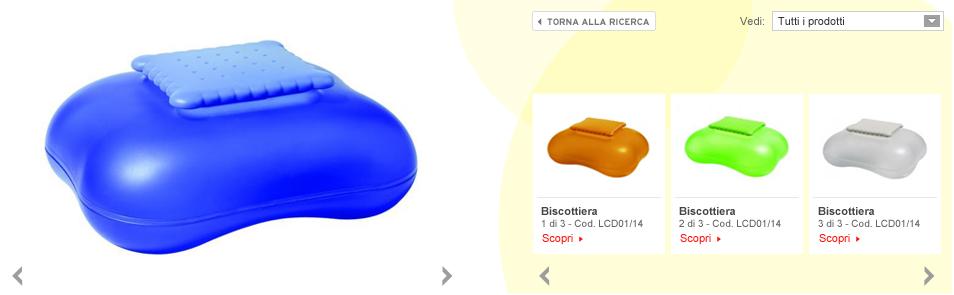 TORNA ALLA RICERCA
Vedi: Tutti i prodotti
Biscottiera
1 di 3 - Cod. LCD01/14
Scopri
Biscottiera
2 di 3 - Cod. LCD01/14
Scopri
Biscottiera
3 di 3 - Cod. LCD01/14
Scopri